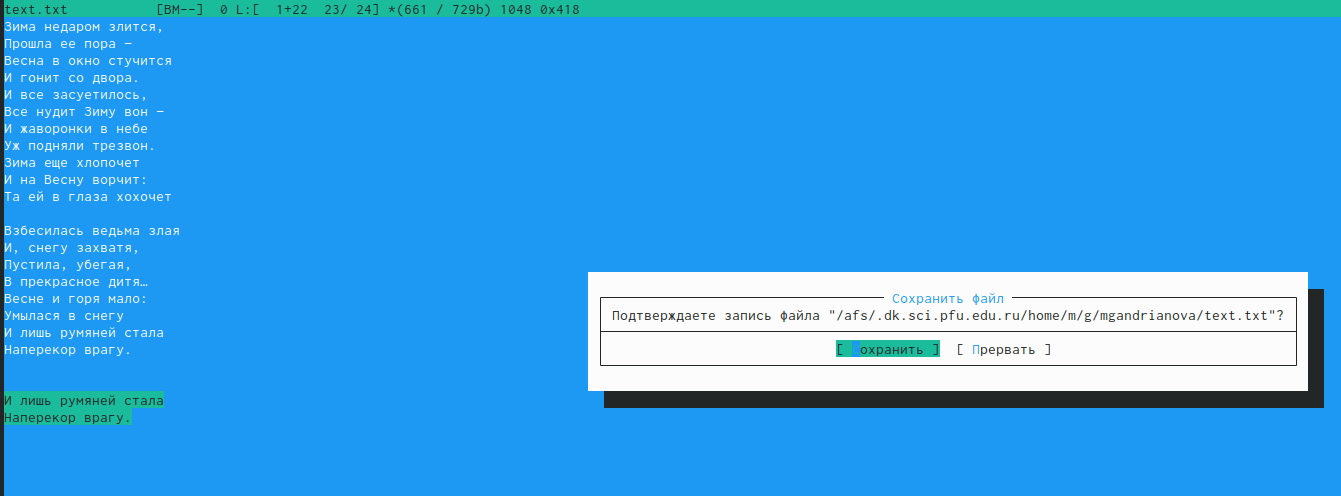 text.txt [BM--] 0 L:[ 1+22 23/ 24] *(661 / 729b) 1048 0x418
Зима недаром злится,
Прошла ее пора —
Весна в окно стучится
И гонит со двора.
И все засуетилось,
Все нудит Зиму вон —
И жаворонки в небе
Уж подняли трезвон.
Зима еще хлопочет
И на Весну ворчит:
Та ей в глаза хохочет
Взбесилась ведьма злая
И, снегу захватя,
Пустила, убегая,
В прекрасное дитя…
Весне и горя мало:
Умылася в снегу
И лишь румяней стала
Наперекор врагу.
И лишь румяней стала
Наперекор врагу.
Сохранить файл
Подтверждаете запись файла "/afs/.dk.sci.pfu.edu.ru/home/m/g/mgandrianova/text.txt"?
[ Сохранить ] [ Прервать ]